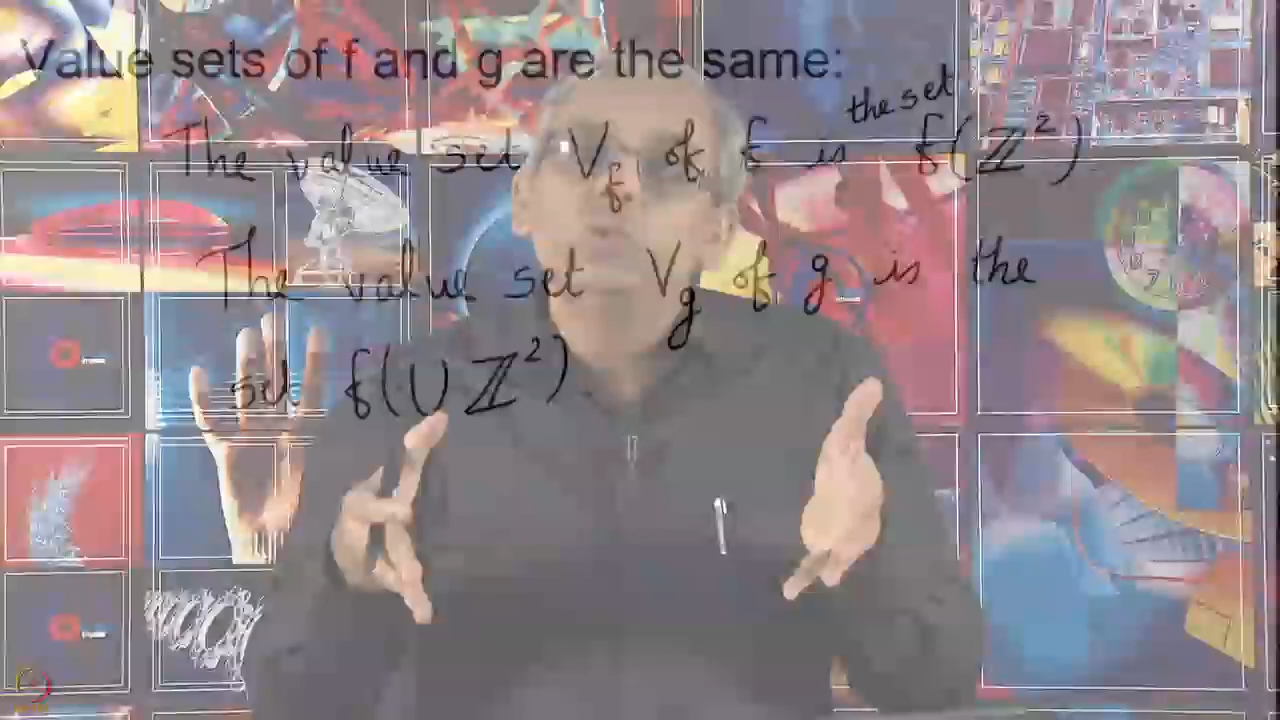 Value sets of f and g are the same:
the set
The value set V_f of f is f(ℤ²)
The value set V_g of g is the
set f(Uℤ²).